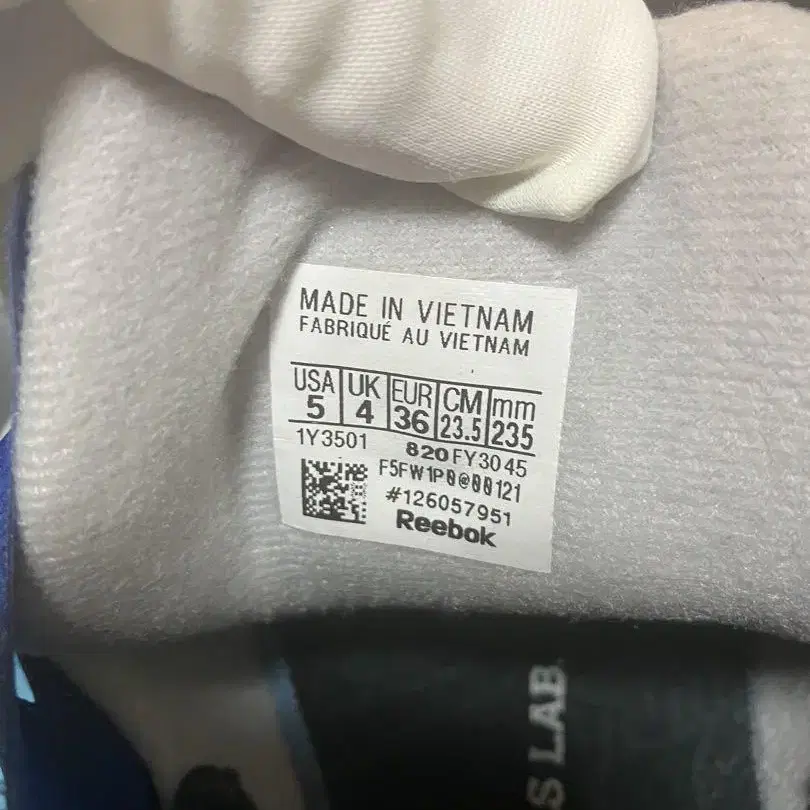 MADE IN VIETNAM
FABRIQUÉ AU VIETNAM
USA UK EUR CM mm
5 4 36 23.5 235
1Y3501 820 FY3045
F5FW1P0@00121
#126057951
Reebok
S LAB